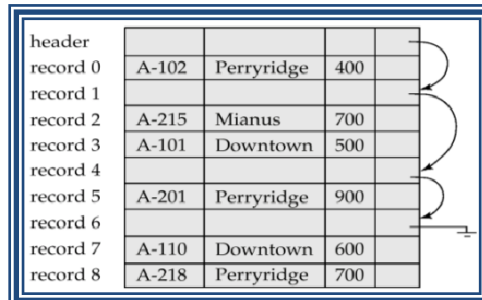 header
record 0 A-102 Perryridge 400
record 1
record 2 A-215 Mianus 700
record 3 A-101 Downtown 500
record 4
record 5 A-201 Perryridge 900
record 6
record 7 A-110 Downtown 600
record 8 A-218 Perryridge 700